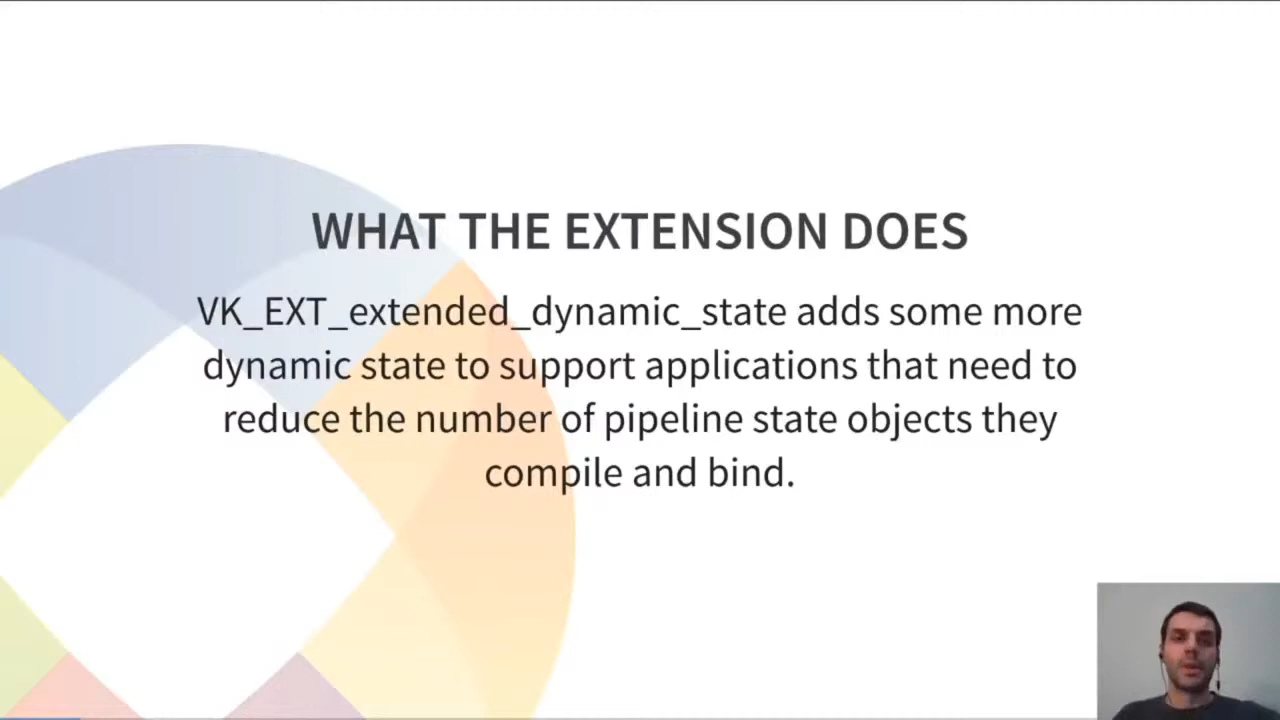 WHAT THE EXTENSION DOES
VK_EXT_extended_dynamic_state adds some more
dynamic state to support applications that need to
reduce the number of pipeline state objects they
compile and bind.